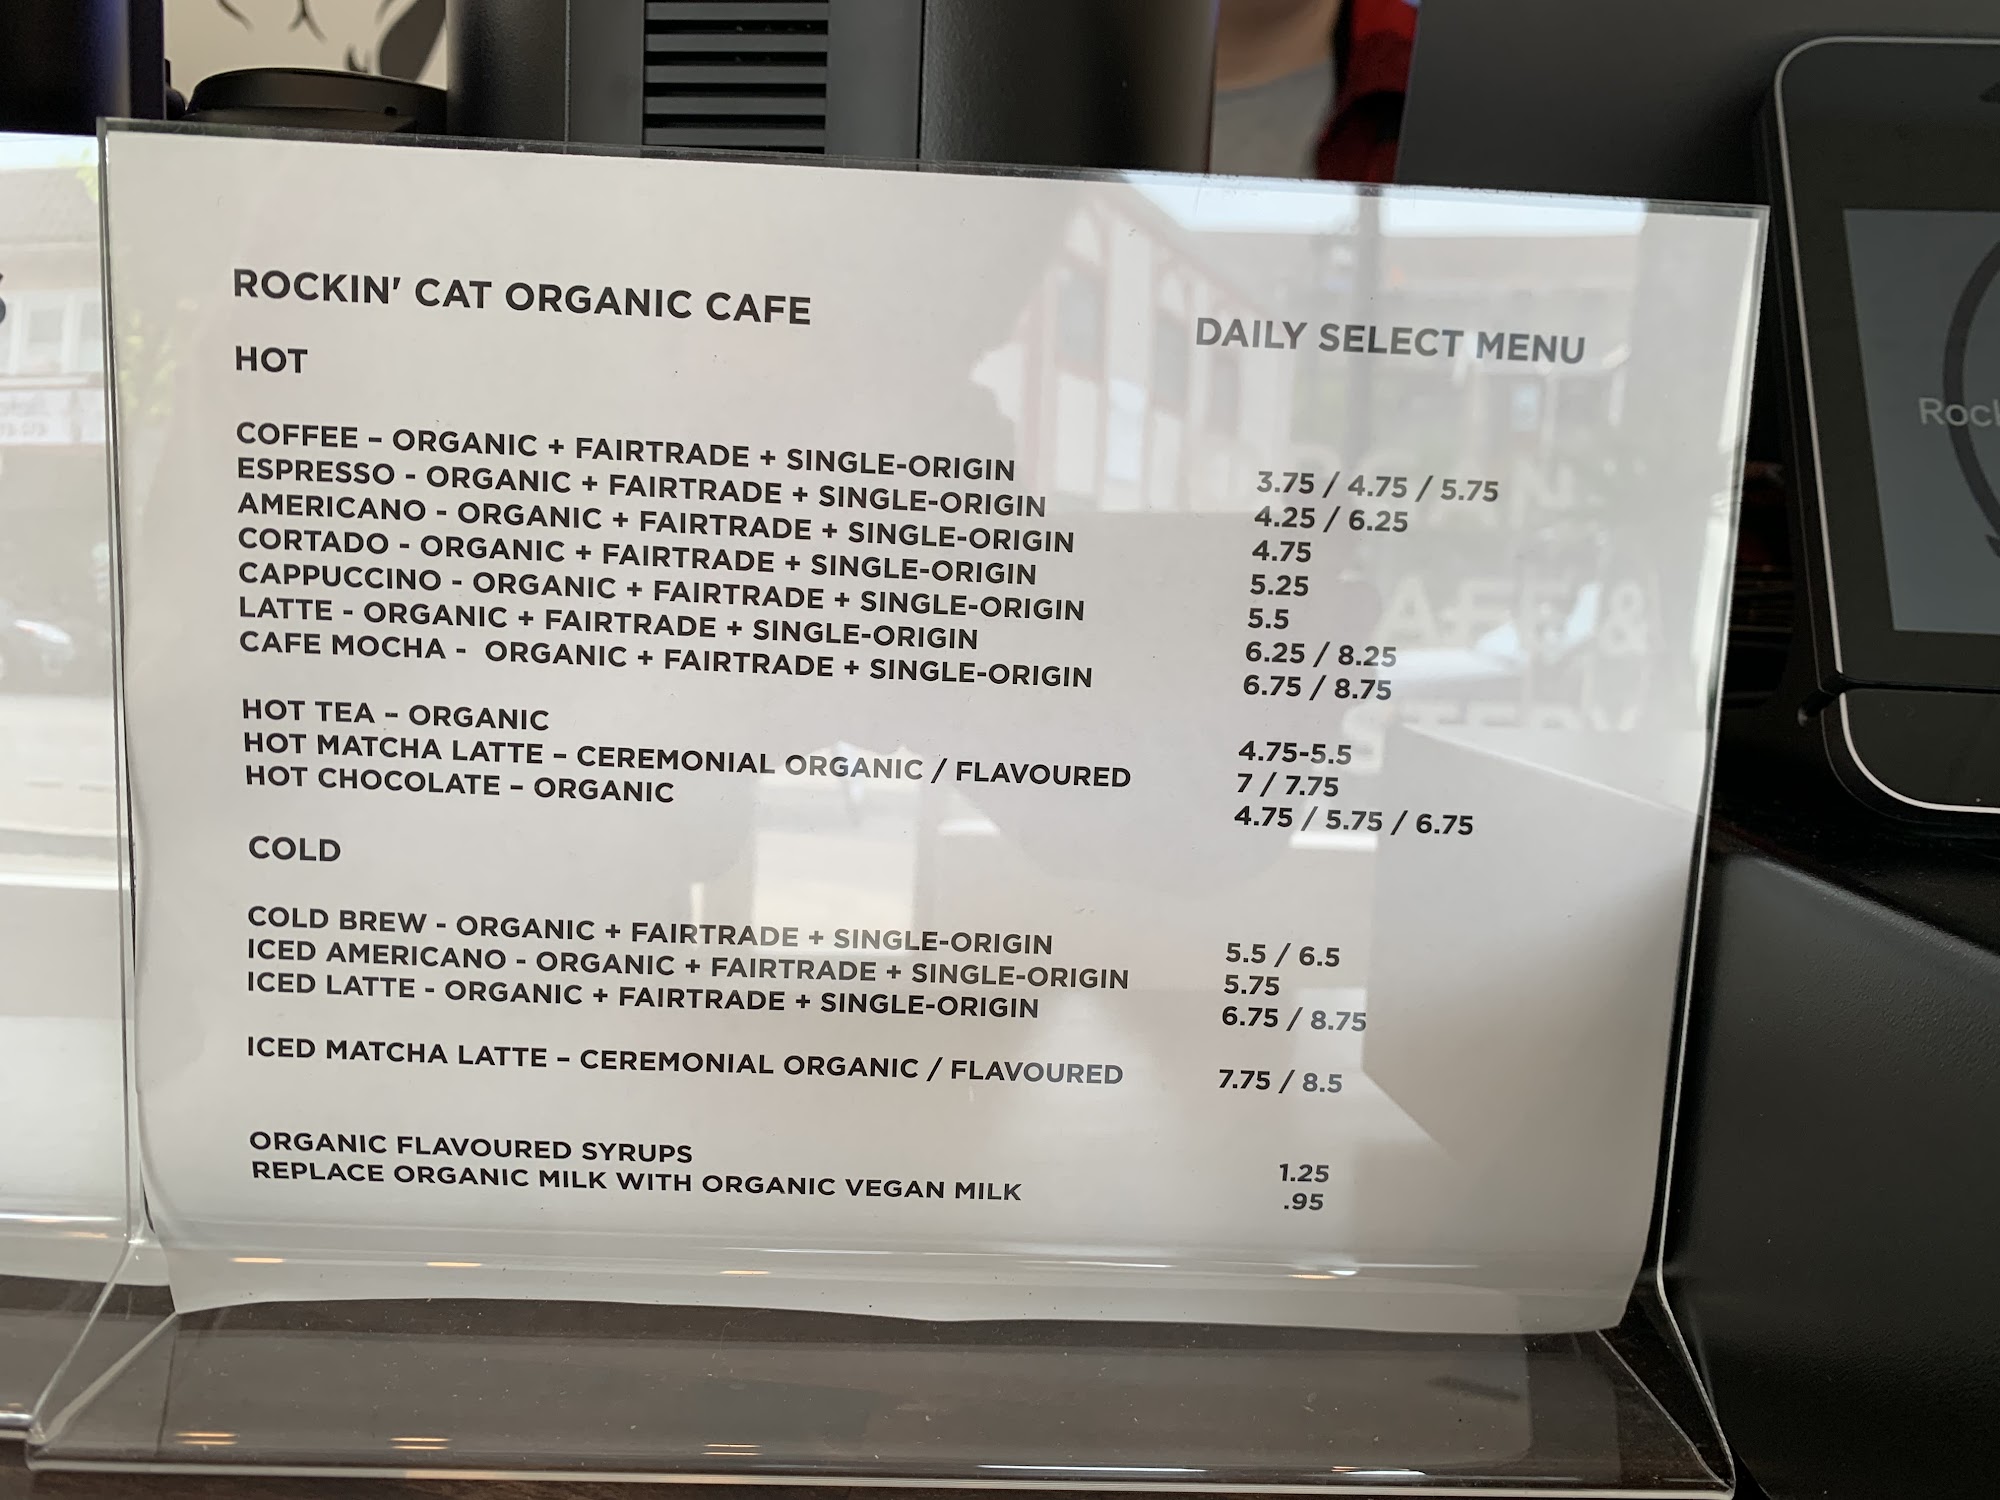 ROCKIN' CAT ORGANIC CAFE
DAILY SELECT MENU
HOT
COFFEE – ORGANIC + FAIRTRADE + SINGLE-ORIGIN 3.75 / 4.75 / 5.75
ESPRESSO - ORGANIC + FAIRTRADE + SINGLE-ORIGIN 4.25 / 6.25
AMERICANO - ORGANIC + FAIRTRADE + SINGLE-ORIGIN 4.75
CORTADO - ORGANIC + FAIRTRADE + SINGLE-ORIGIN 5.25
CAPPUCCINO - ORGANIC + FAIRTRADE + SINGLE-ORIGIN 5.5
LATTE - ORGANIC + FAIRTRADE + SINGLE-ORIGIN 6.25 / 8.25
CAFE MOCHA - ORGANIC + FAIRTRADE + SINGLE-ORIGIN 6.75 / 8.75
HOT TEA – ORGANIC 4.75-5.5
HOT MATCHA LATTE – CEREMONIAL ORGANIC / FLAVOURED 7 / 7.75
HOT CHOCOLATE – ORGANIC 4.75 / 5.75 / 6.75
COLD
COLD BREW - ORGANIC + FAIRTRADE + SINGLE-ORIGIN 5.5 / 6.5
ICED AMERICANO - ORGANIC + FAIRTRADE + SINGLE-ORIGIN 5.75
ICED LATTE - ORGANIC + FAIRTRADE + SINGLE-ORIGIN 6.75 / 8.75
ICED MATCHA LATTE – CEREMONIAL ORGANIC / FLAVOURED 7.75 / 8.5
ORGANIC FLAVOURED SYRUPS 1.25
REPLACE ORGANIC MILK WITH ORGANIC VEGAN MILK .95